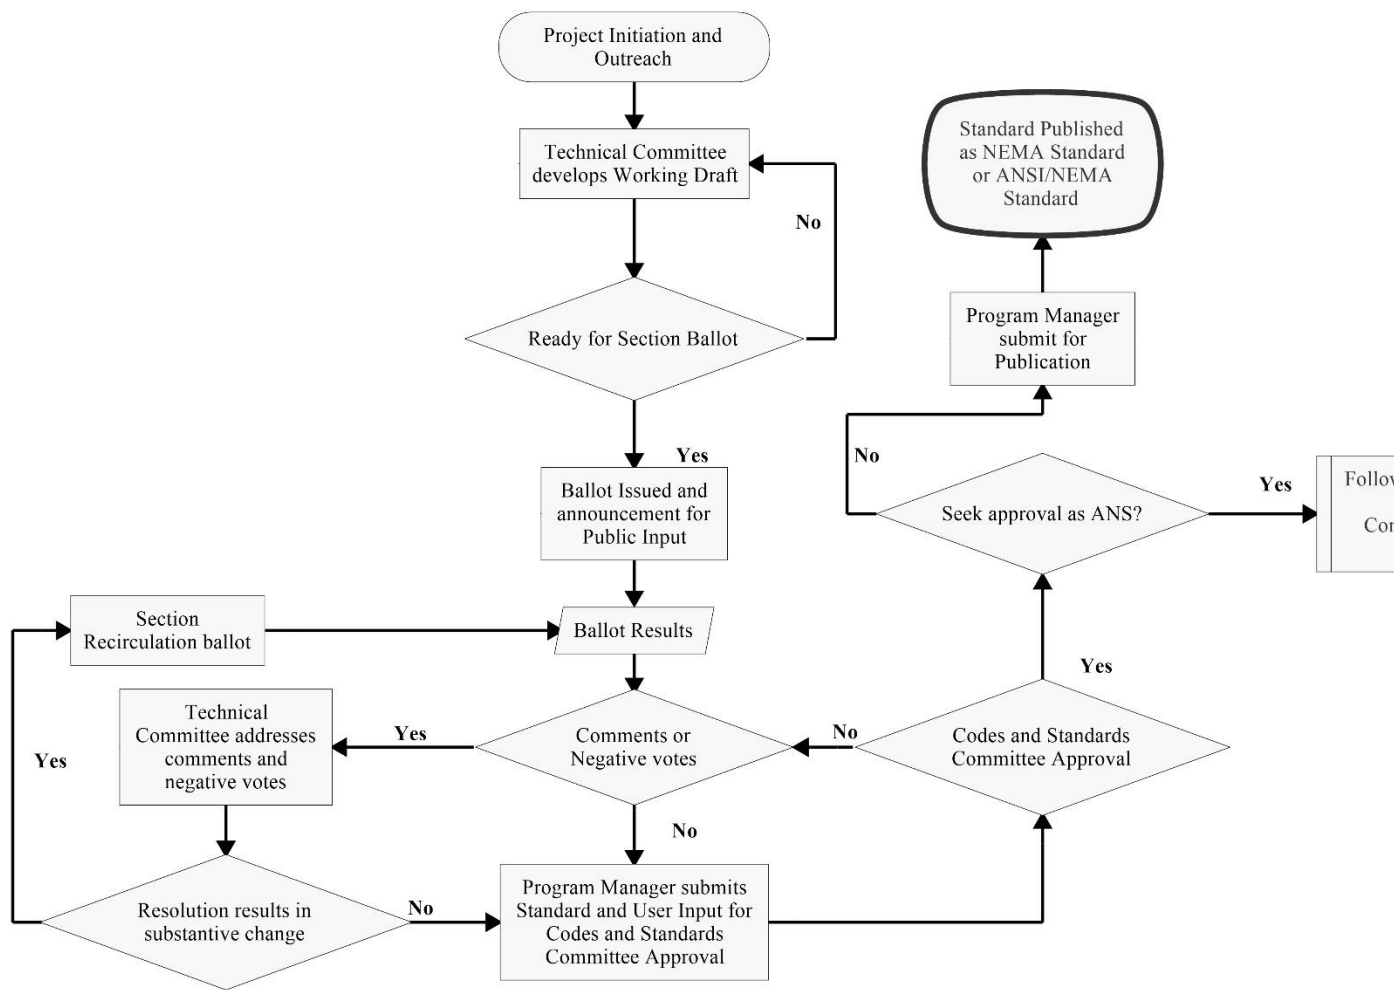 Project Initiation and
Outreach
Technical Committee
develops Working Draft
No
Ready for Section Ballot
Yes
Ballot Issued and
announcement for
Public Input
Section
Recirculation ballot
Ballot Results
Technical
Committee addresses
comments and
negative votes
Yes
Yes
Comments or
Negative votes
No
Resolution results in
substantive change
No
Program Manager submits
Standard and User Input for
Codes and Standards
Committee Approval
No
Codes and Standards
Committee Approval
Yes
Seek approval as ANS?
No
Yes
Program Manager
submit for
Publication
Standard Published
as NEMA Standard
or ANSI/NEMA
Standard